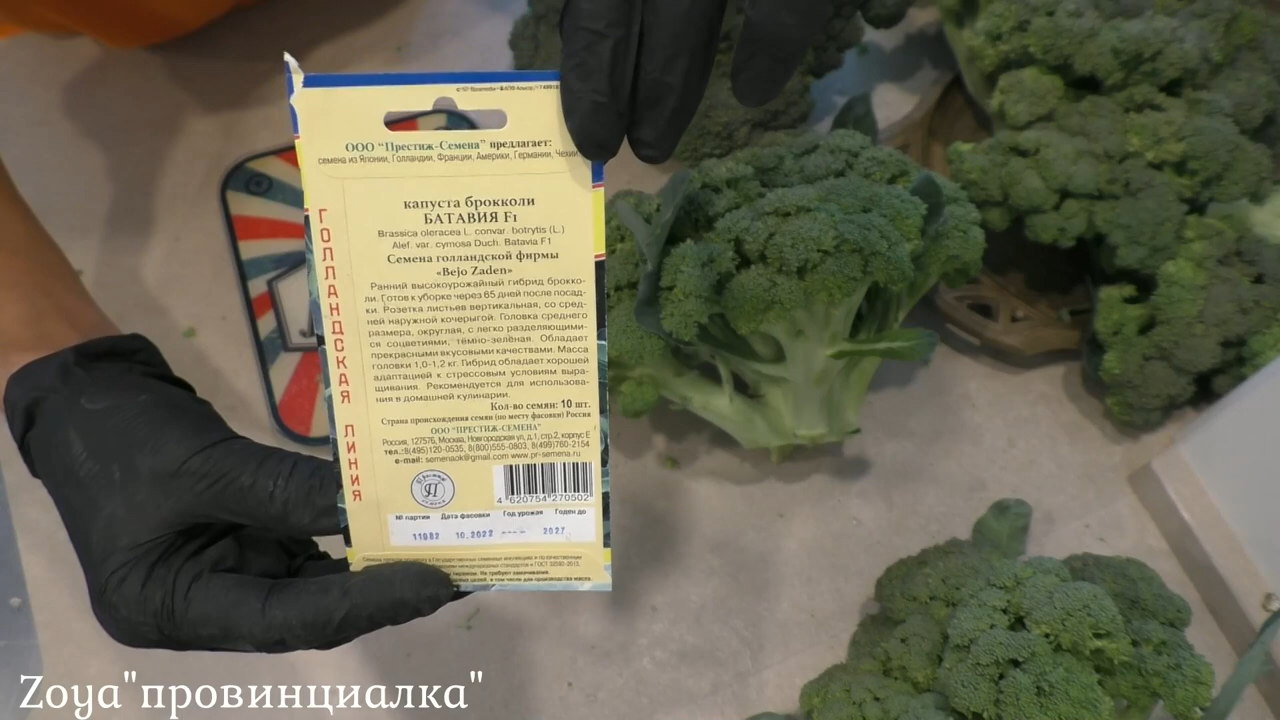 ООО "Престиж-Семена" предлагает:
семена из Японии, Голландии, Франции, Америки, Германии, Чехии
ГОЛЛАНДСКАЯ ЛИНИЯ
капуста брокколи
БАТАВИЯ F1
Brassica oleracea L. convar. botrytis (L.)
Alef. var. cymosa Duch. Batavia F1
Семена голландской фирмы
«Bejo Zaden»
Ранний высокоурожайный гибрид брокко-
ли. Готов к уборке через 65 дней после посад-
ки. Розетка листьев вертикальная, со сред-
ней наружной кочерыгой. Головка среднего
размера, округлая, с легко разделяющими-
ся соцветиями, тёмно-зелёная. Обладает
прекрасными вкусовыми качествами. Масса
головки 1,0-1,2 кг. Гибрид обладает хорошей
адаптацией к стрессовым условиям выра-
щивания. Рекомендуется для использова-
ния в домашней кулинарии.
Кол-во семян: 10 шт.
Страна происхождения семян (по месту фасовки) Россия
ООО "ПРЕСТИЖ-СЕМЕНА"
Россия, 127576, Москва, Новгородская ул, д.1, стр.2, корпус Е
тел.:8(495)120-0535, 8(800)555-0803, 8(499)760-2154
e-mail: semenaok@gmail.com www.pr-semena.ru
Престиж
семена
4 620754 270502
№ партии Дата фасовки Год урожая Годен до
11982 10.2022 ---- 2027
Zoya"провинциалка"